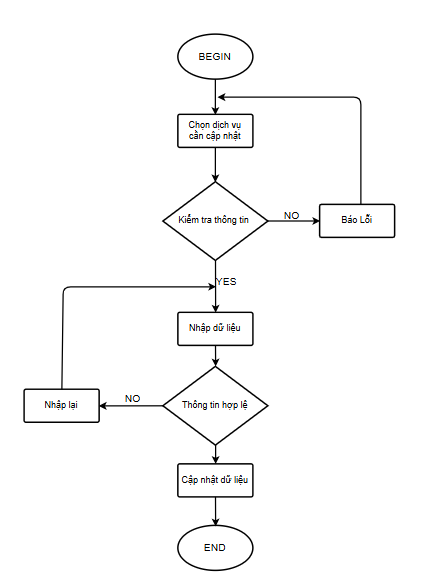 BEGIN
Chọn dịch vụ
cần cập nhật
Kiểm tra thông tin
NO
Báo Lỗi
YES
Nhập dữ liệu
Thông tin hợp lệ
NO
Nhập lại
Cập nhật dữ liệu
END